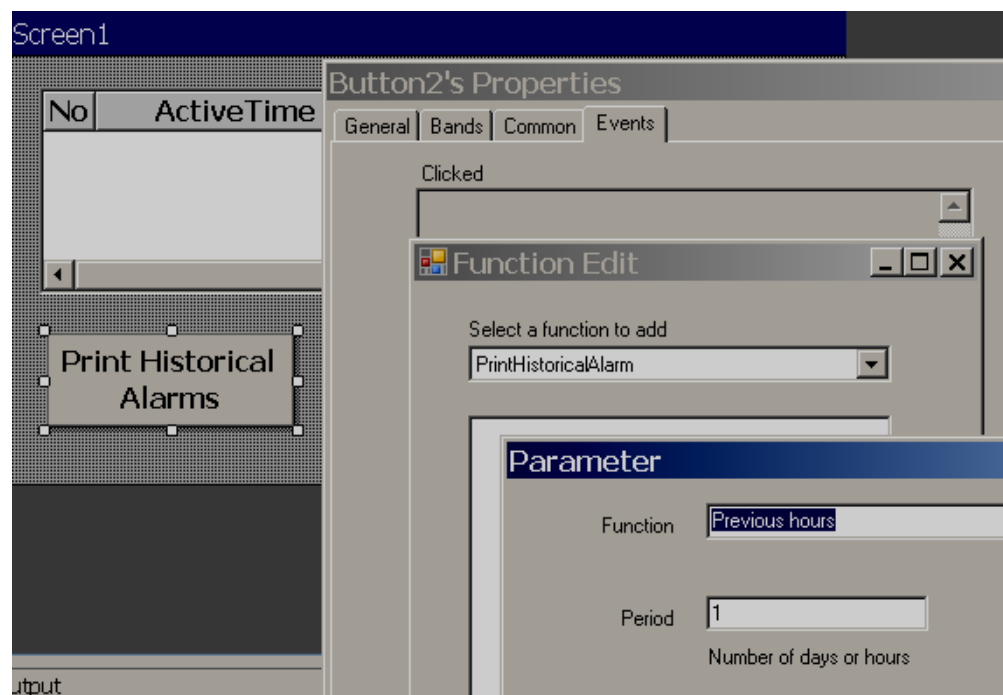 Screen1
No
ActiveTime
Print Historical
Alarms
Button2's Properties
General
Bands
Common
Events
Clicked
Function Edit
Select a function to add
PrintHistoricalAlarm
Parameter
Function
Previous hours
Period
1
Number of days or hours
utput